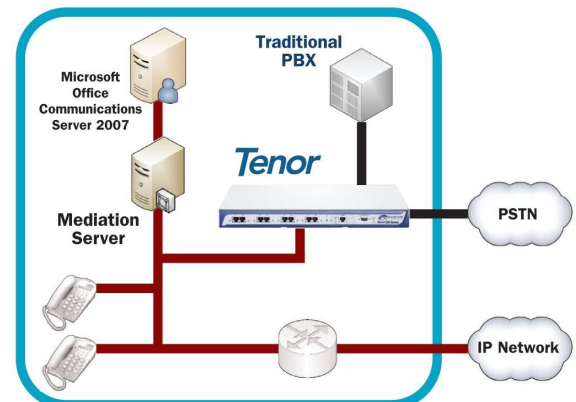 Traditional
PBX
Microsoft
Office
Communications
Server 2007
Tenor
Mediation
Server
PSTN
IP Network